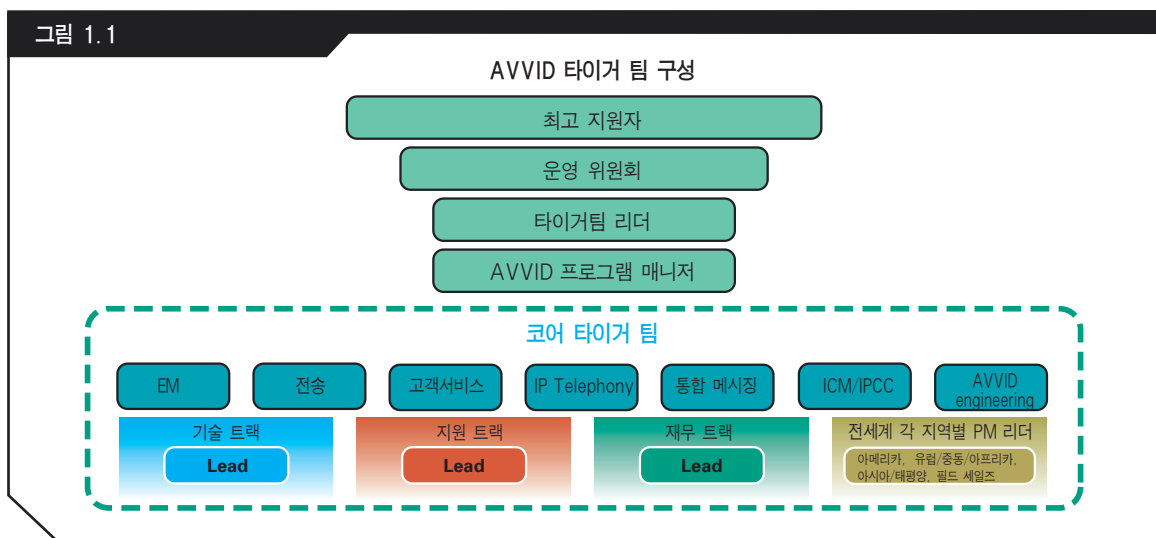 그림 1.1
AVVID 타이거 팀 구성
최고 지원자
운영 위원회
타이거팀 리더
AVVID 프로그램 매니저
코어 타이거 팀
EM
전송
고객서비스
IP Telephony
통합 메시징
ICM/IPCC
AVVID
engineering
기술 트랙
Lead
지원 트랙
Lead
재무 트랙
Lead
전세계 각 지역별 PM 리더
아메리카, 유럽/중동/아프리카,
아시아/태평양, 필드 세일즈